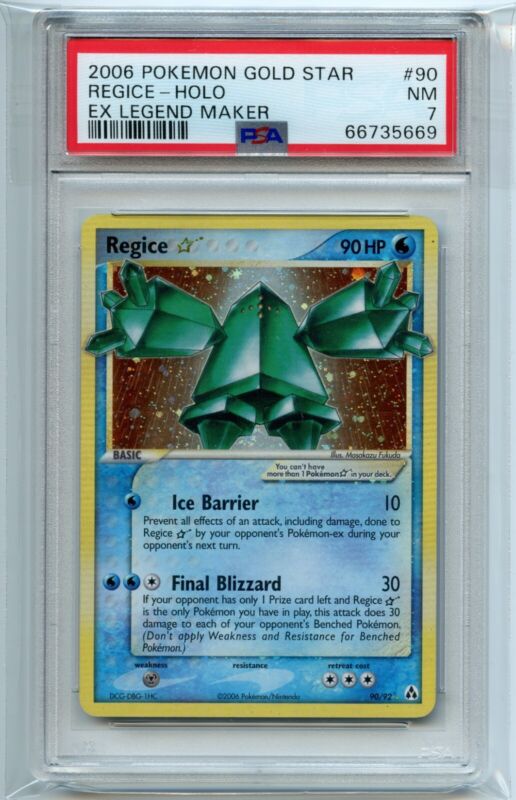 2006 POKEMON GOLD STAR #90
REGICE - HOLO NM
EX LEGEND MAKER 7
PSA 66735669
Regice ☆ 90 HP
BASIC Illus. Masakazu Fukuda
You can't have
more than 1 Pokémon☆ in your deck.
Ice Barrier 10
Prevent all effects of an attack, including damage, done to
Regice ☆ by your opponent's Pokémon-ex during your
opponent's next turn.
Final Blizzard 30
If your opponent has only 1 Prize card left and Regice ☆
is the only Pokémon you have in play, this attack does 30
damage to each of your opponent's Benched Pokémon.
(Don't apply Weakness and Resistance for Benched
Pokémon.)
weakness resistance retreat cost
DCG-DBG-1HC ©2006 Pokémon/Nintendo 90/92